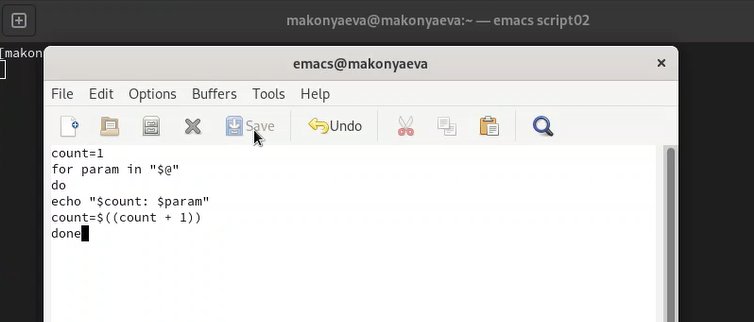 makonyaeva@makonyaeva:~ — emacs script02
[makon
emacs@makonyaeva
File Edit Options Buffers Tools Help
Save Undo
count=1
for param in "$@"
do
echo "$count: $param"
count=$((count + 1))
done